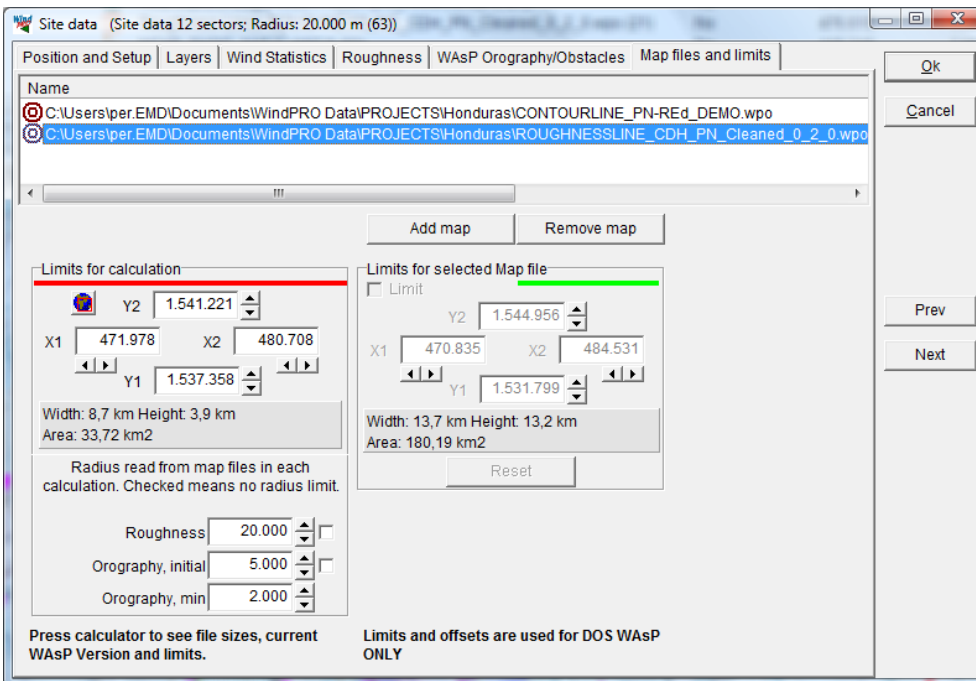 Site data (Site data 12 sectors; Radius: 20.000 m (63))
Position and Setup Layers Wind Statistics Roughness WAsP Orography/Obstacles Map files and limits
Ok
Cancel
Prev
Next
Name
C:\Users\per.EMD\Documents\WindPRO Data\PROJECTS\Honduras\CONTOURLINE_PN-REd_DEMO.wpo
C:\Users\per.EMD\Documents\WindPRO Data\PROJECTS\Honduras\ROUGHNESSLINE_CDH_PN_Cleaned_0_2_0.wpo
Add map Remove map
Limits for calculation
Y2 1.541.221
X1 471.978 X2 480.708
Y1 1.537.358
Width: 8,7 km Height: 3,9 km
Area: 33,72 km2
Radius read from map files in each
calculation. Checked means no radius limit.
Roughness 20.000
Orography, initial 5.000
Orography, min 2.000
Press calculator to see file sizes, current
WAsP Version and limits.
Limits for selected Map file
Limit
Y2 1.544.956
X1 470.835 X2 484.531
Y1 1.531.799
Width: 13,7 km Height: 13,2 km
Area: 180,19 km2
Reset
Limits and offsets are used for DOS WAsP
ONLY